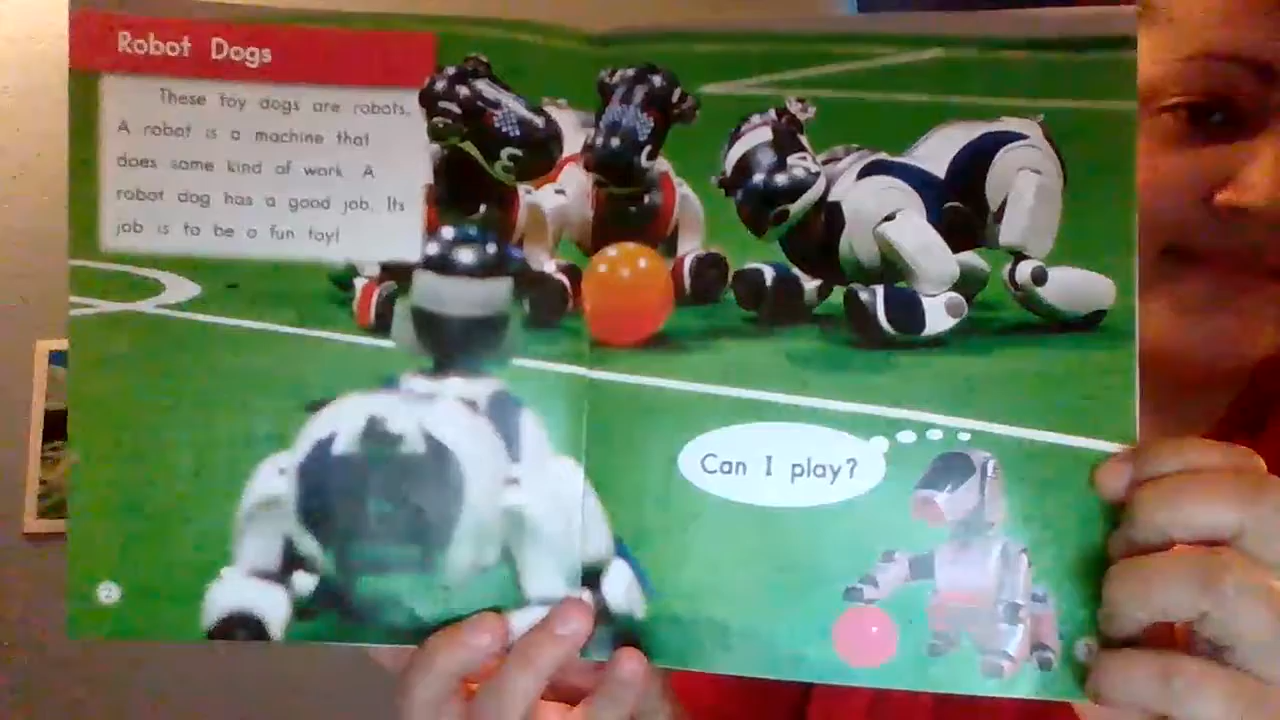 Robot Dogs
These toy dogs are robots.
A robot is a machine that
does some kind of work. A
robot dog has a good job. Its
job is to be a fun toy!
Can I play?
2